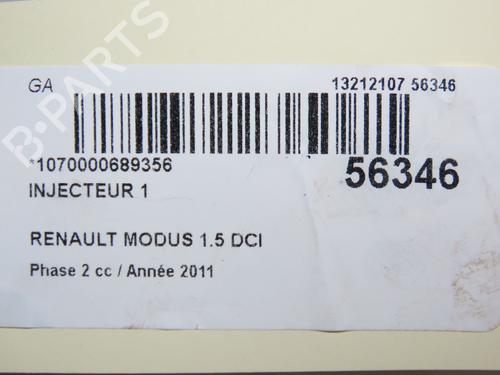 GA
13212107 56346
*1070000689356
56346
INJECTEUR 1
RENAULT MODUS 1.5 DCI
Phase 2 cc / Année 2011
B-PARTS